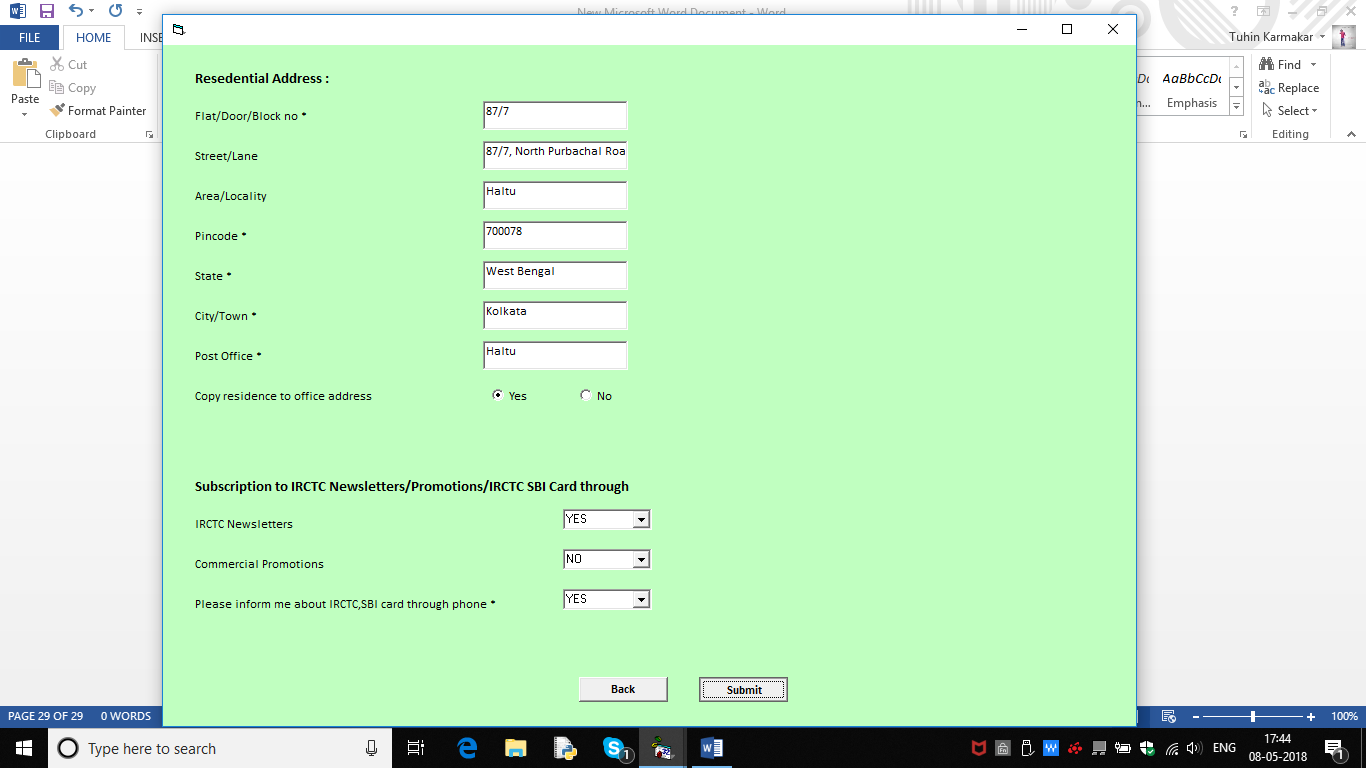 New Microsoft Word Document - Word
FILE
HOME
INSE
Tuhin Karmakar
Paste
Cut
Copy
Format Painter
Clipboard
AaBbCcDc
Emphasis
Find
Replace
Select
Editing
Resedential Address :
Flat/Door/Block no * 87/7
Street/Lane 87/7, North Purbachal Roa
Area/Locality Haltu
Pincode * 700078
State * West Bengal
City/Town * Kolkata
Post Office * Haltu
Copy residence to office address Yes No
Subscription to IRCTC Newsletters/Promotions/IRCTC SBI Card through
IRCTC Newsletters YES
Commercial Promotions NO
Please inform me about IRCTC,SBI card through phone * YES
Back Submit
PAGE 29 OF 29 0 WORDS 100%
Type here to search
ENG
17:44
08-05-2018